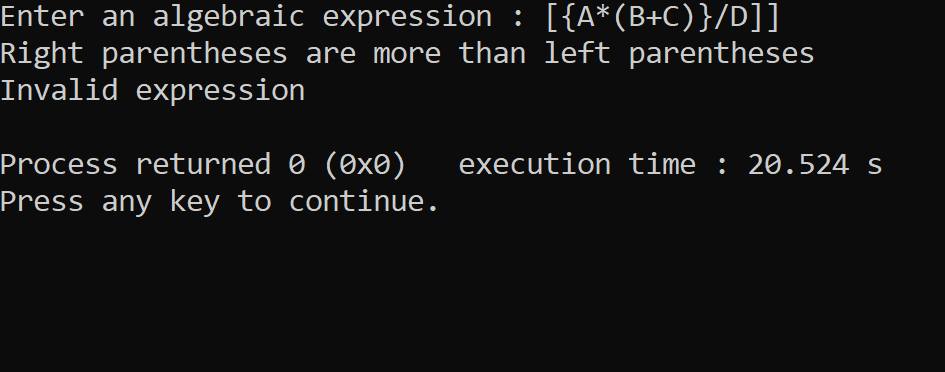 Enter an algebraic expression : [{A*(B+C)}/D]]
Right parentheses are more than left parentheses
Invalid expression
Process returned 0 (0x0)   execution time : 20.524 s
Press any key to continue.